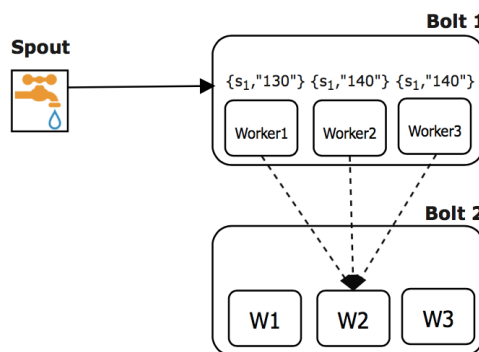 Bolt 1
Spout
{s₁,"130"} {s₁,"140"} {s₁,"140"}
Worker1 Worker2 Worker3
Bolt 2
W1 W2 W3